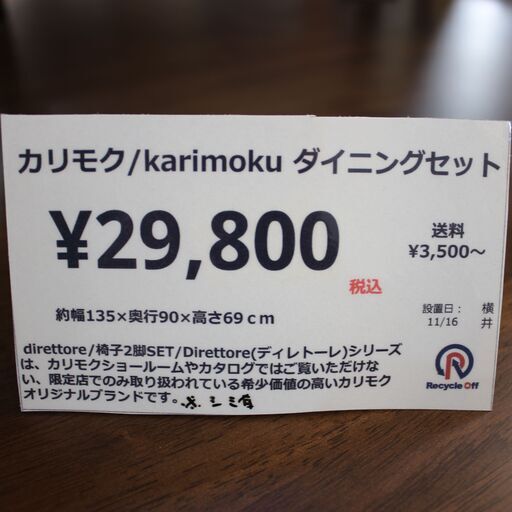 カリモク/karimoku ダイニングセット
¥29,800
税込
送料
¥3,500～
約幅135×奥行90×高さ69ｃｍ
設置日：
11/16
横井
direttore/椅子2脚SET/Direttore(ディレトーレ)シリーズ
は、カリモクショールームやカタログではご覧いただけな
い、限定店でのみ取り扱われている希少価値の高いカリモク
オリジナルブランドです。 シミ有
Recycle Off